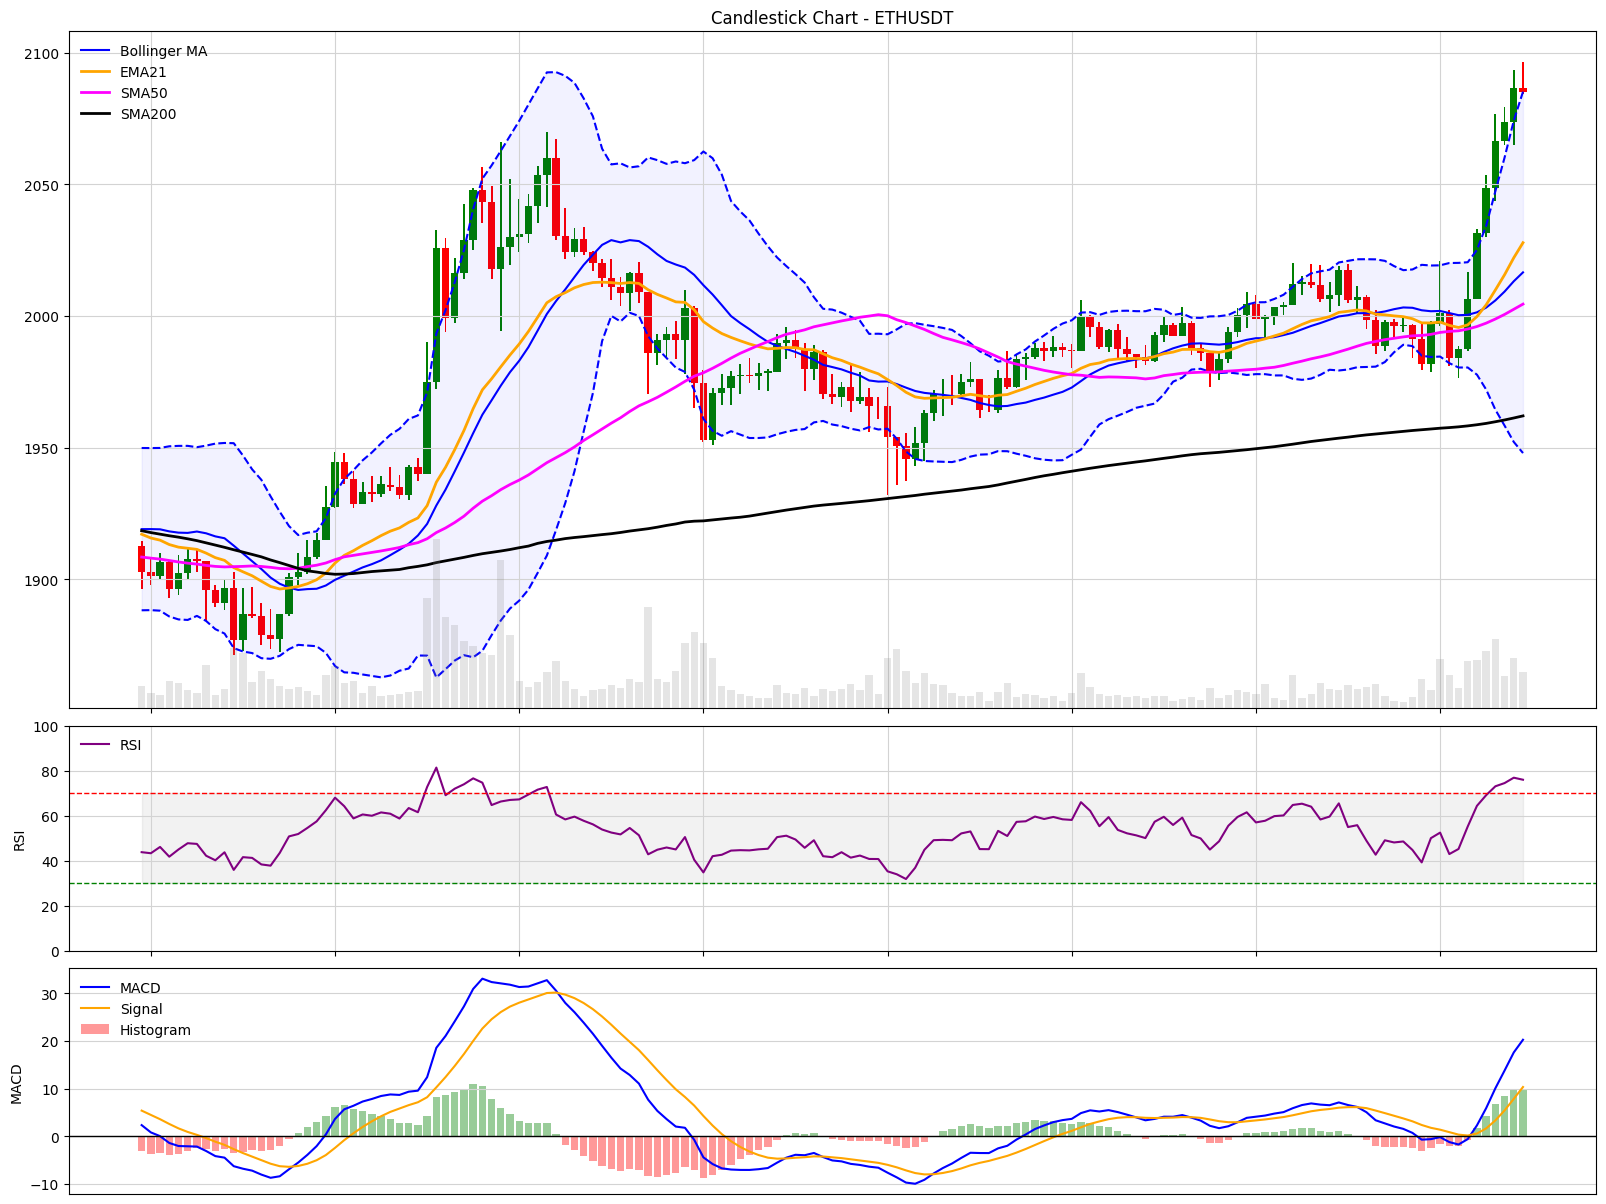 Candlestick Chart - ETHUSDT
Bollinger MA
EMA21
SMA50
SMA200
2100
2050
2000
1950
1900
RSI
100
80
60
40
20
0
RSI
MACD
Signal
Histogram
30
20
10
0
−10
MACD